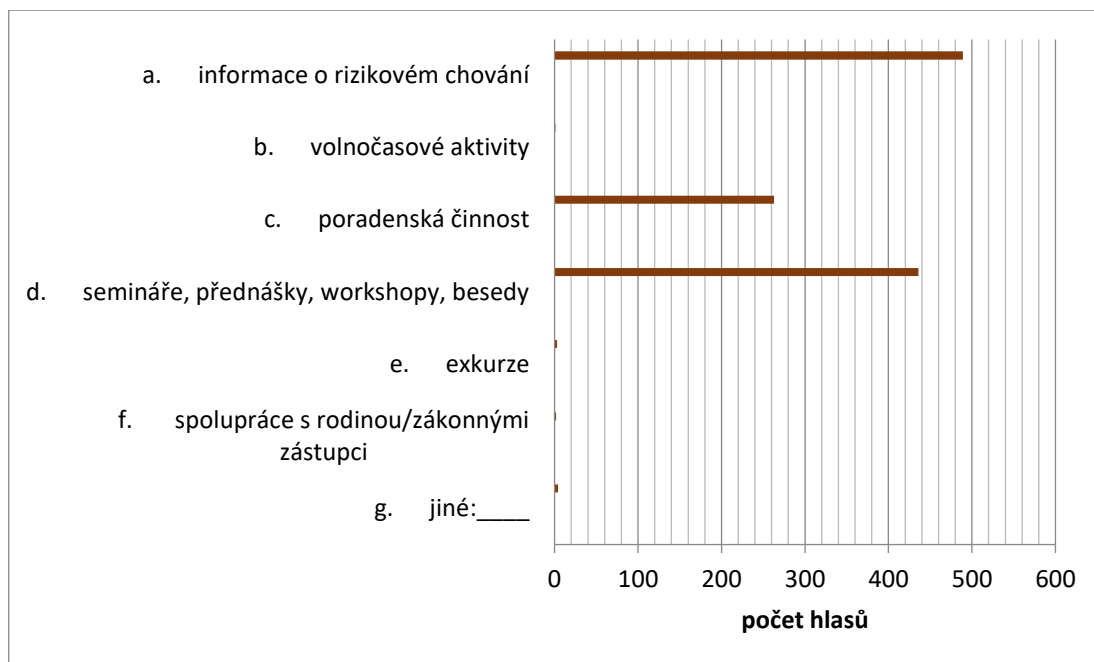 a. informace o rizikovém chování
b. volnočasové aktivity
c. poradenská činnost
d. semináře, přednášky, workshopy, besedy
e. exkurze
f. spolupráce s rodinou/zákonnými
zástupci
g. jiné:____
0 100 200 300 400 500 600
počet hlasů